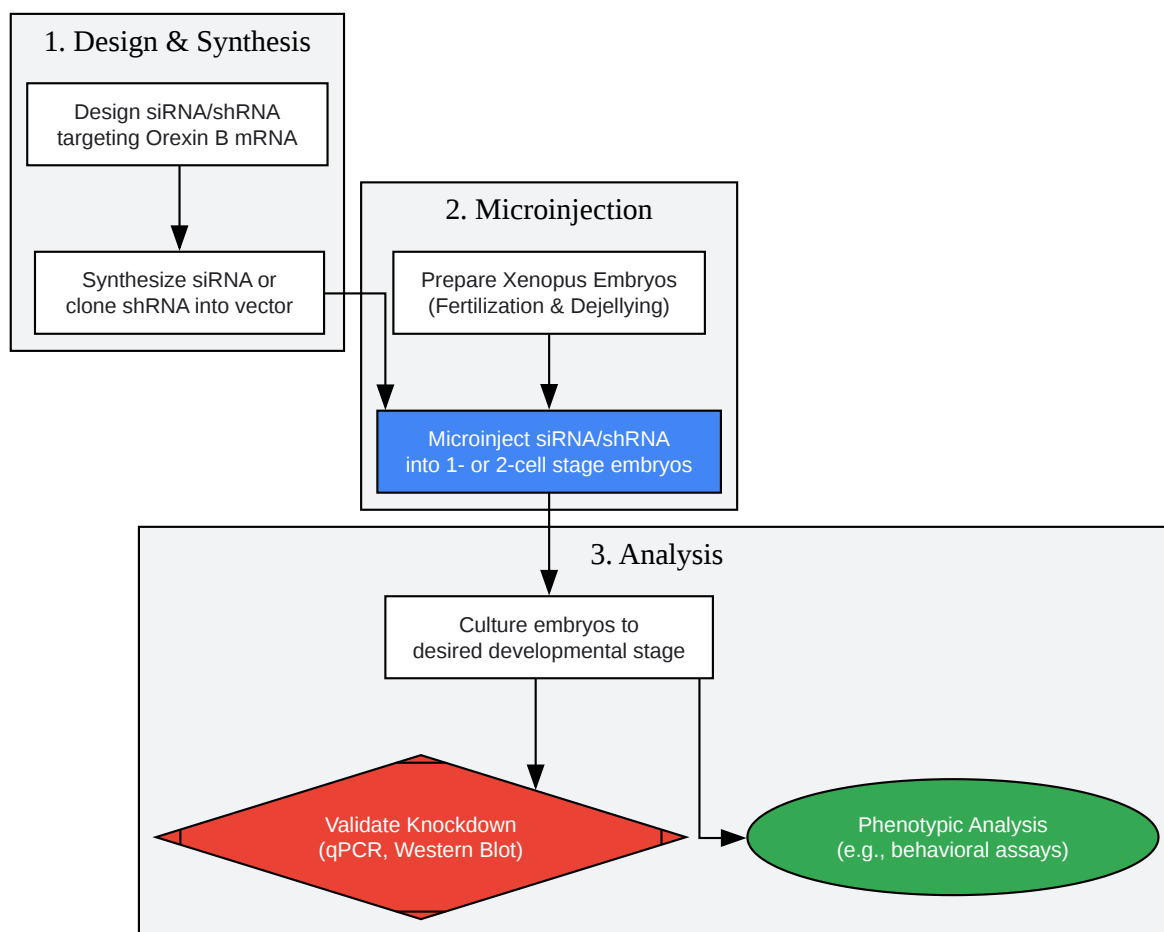 1. Design & Synthesis
Design siRNA/shRNA
targeting Orexin B mRNA
Synthesize siRNA or
clone shRNA into vector
2. Microinjection
Prepare Xenopus Embryos
(Fertilization & Dejellying)
Microinject siRNA/shRNA
into 1- or 2-cell stage embryos
3. Analysis
Culture embryos to
desired developmental stage
Validate Knockdown
(qPCR, Western Blot)
Phenotypic Analysis
(e.g., behavioral assays)